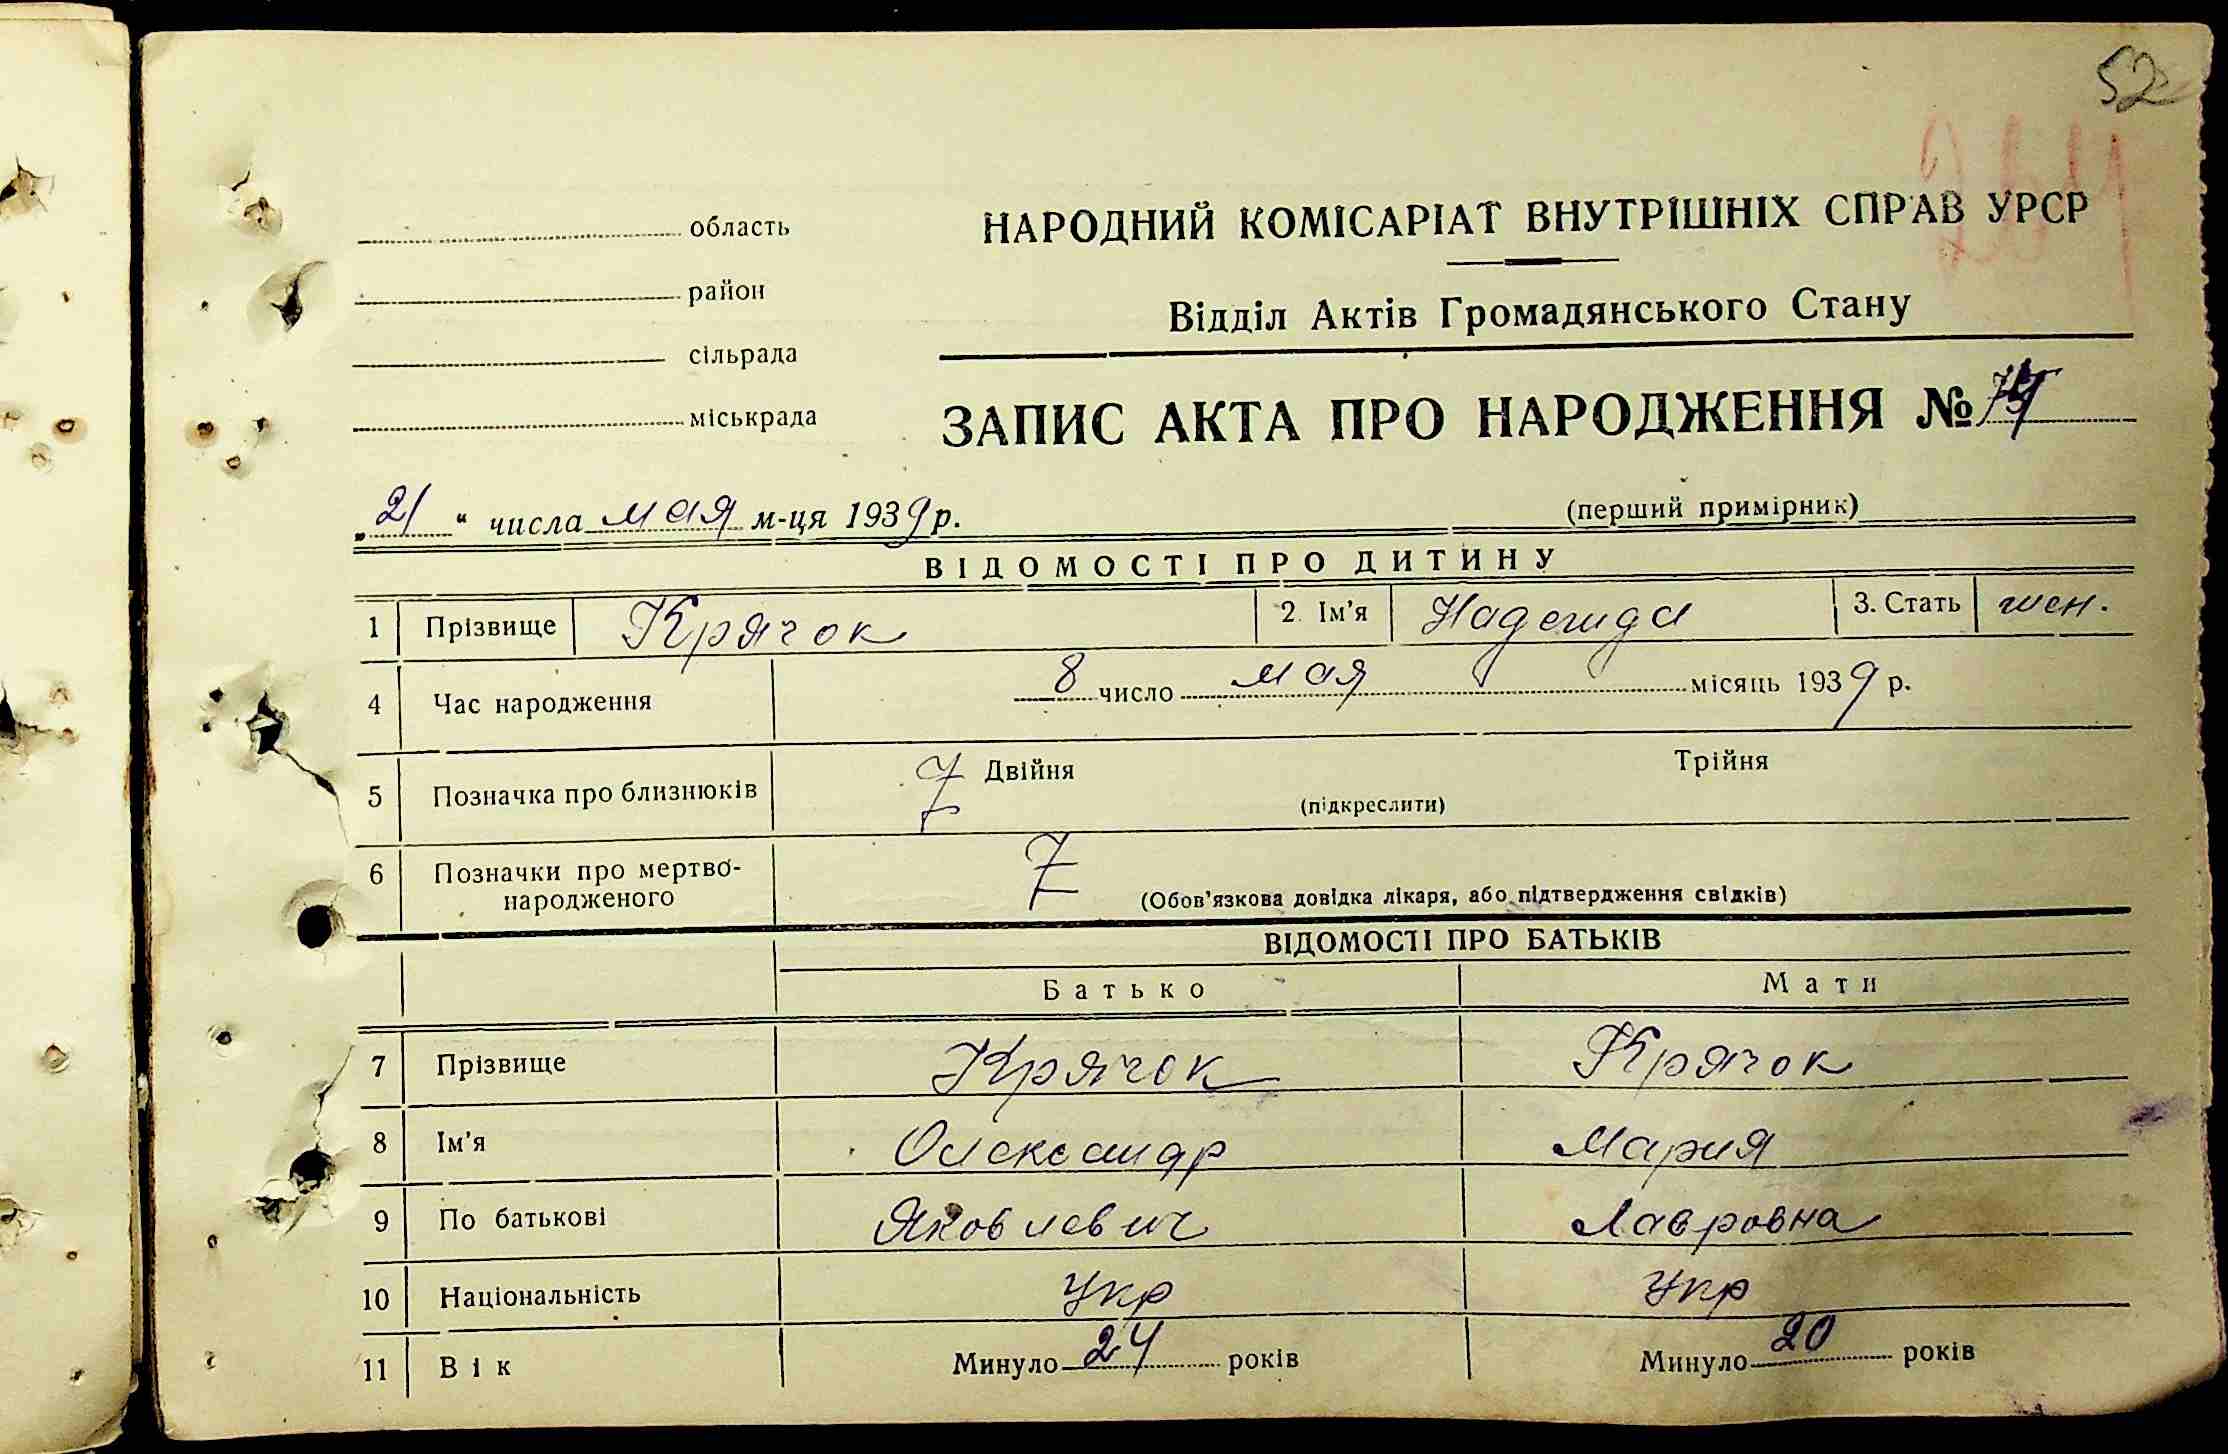 52
область
НАРОДНИЙ КОМІСАРІАТ ВНУТРІШНІХ СПРАВ УРСР
район
Відділ Актів Громадянського Стану
сільрада
міськрада
ЗАПИС АКТА ПРО НАРОДЖЕННЯ №
„21" числа мая м-ця 1939 р.
(перший примірник)
ВІДОМОСТІ ПРО ДИТИНУ
1 Прізвище Крячок 2. Ім'я Надежда 3. Стать жен.
4 Час народження 8 число мая місяць 1939 р.
5 Позначка про близнюків Двійня Трійня
(підкреслити)
6 Позначки про мертво-
народженого (Обов'язкова довідка лікаря, або підтвердження свідків)
ВІДОМОСТІ ПРО БАТЬКІВ
Батько Мати
7 Прізвище Крячок Крячок
8 Ім'я Олександр Мария
9 По батькові Яковлевич Лавровна
10 Національність Укр Укр
11 Вік Минуло 24 років Минуло 20 років